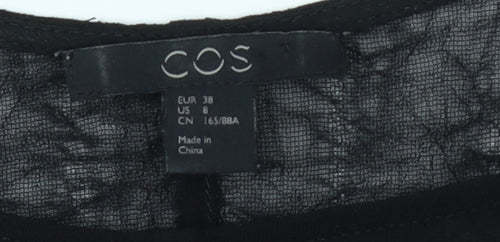 COS
EUR 38
US 8
CN 165/88A
Made in
China